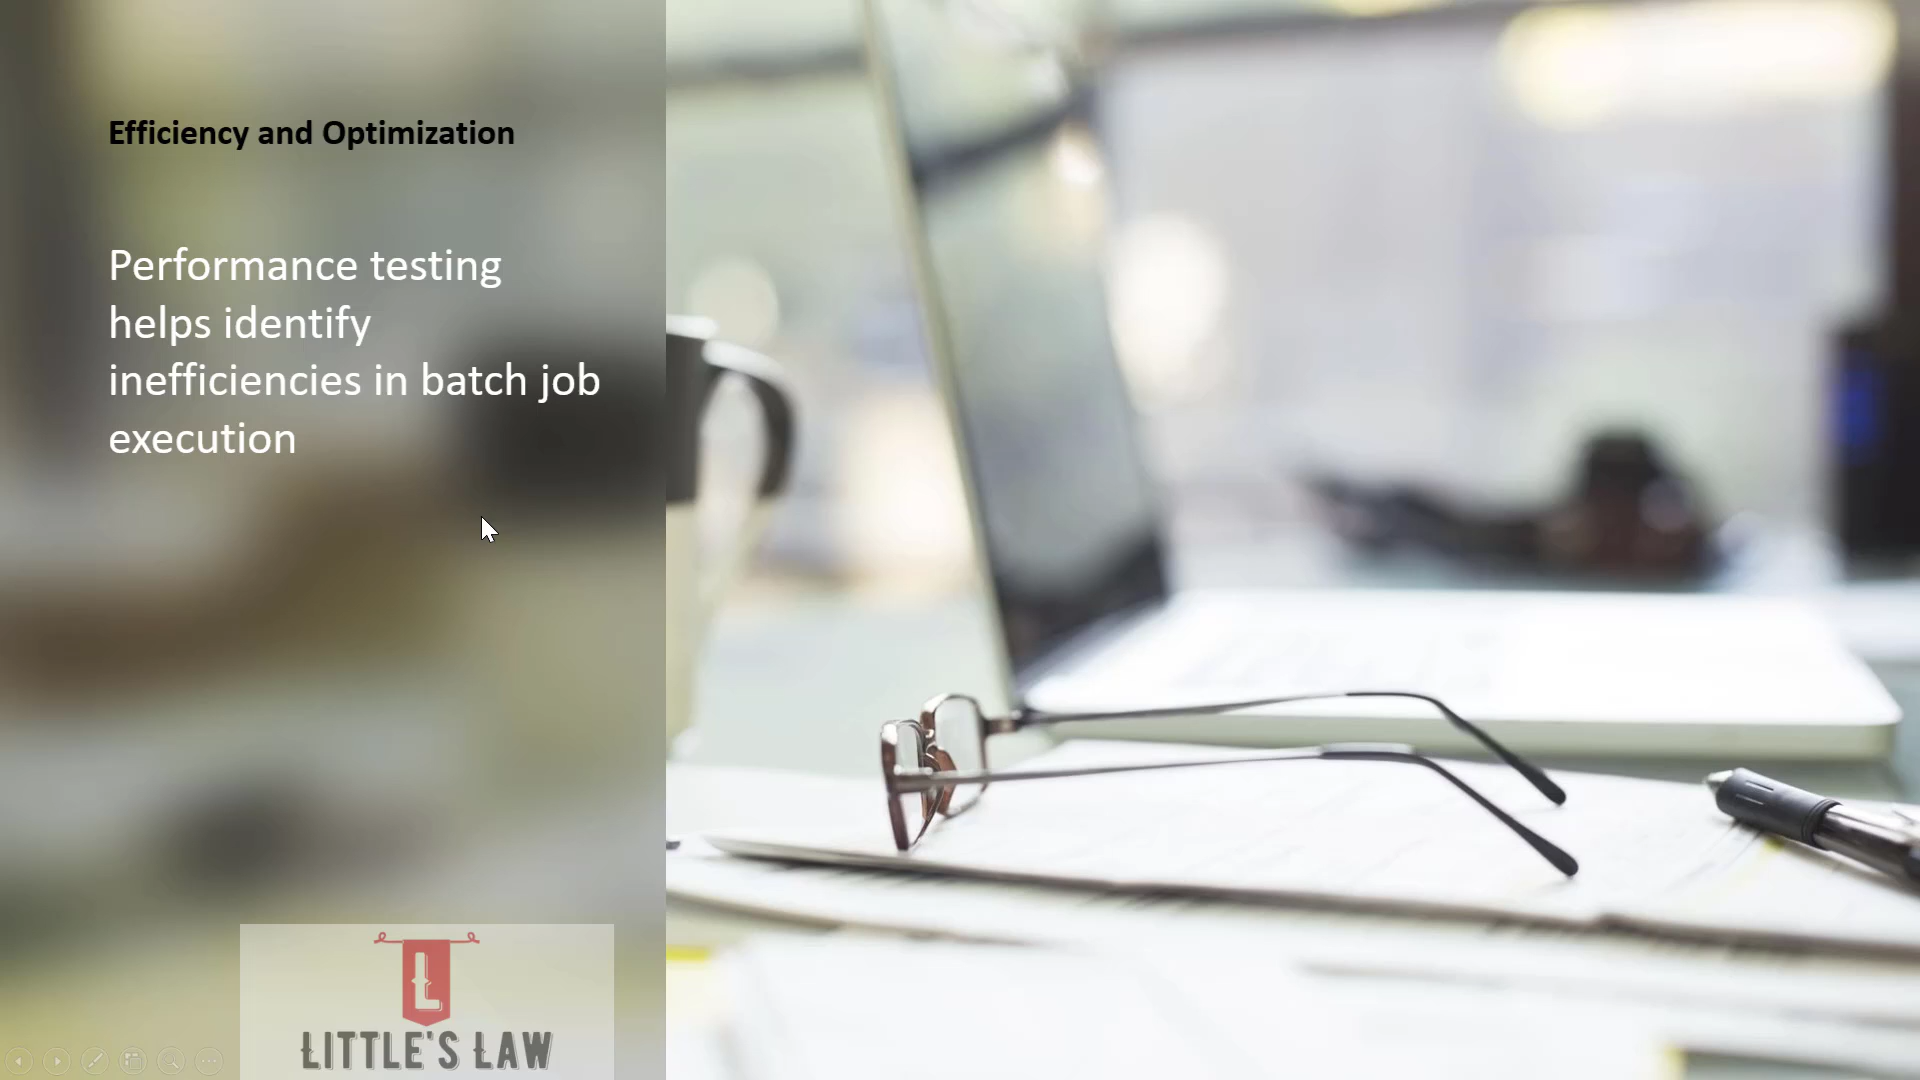 Efficiency and Optimization
Performance testing
helps identify
inefficiencies in batch job
execution
L
LITTLE'S LAW